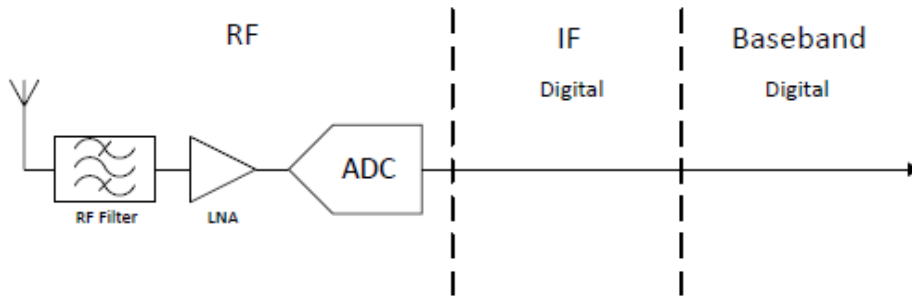 RF
IF
Baseband
Digital
Digital
ADC
RF Filter
LNA